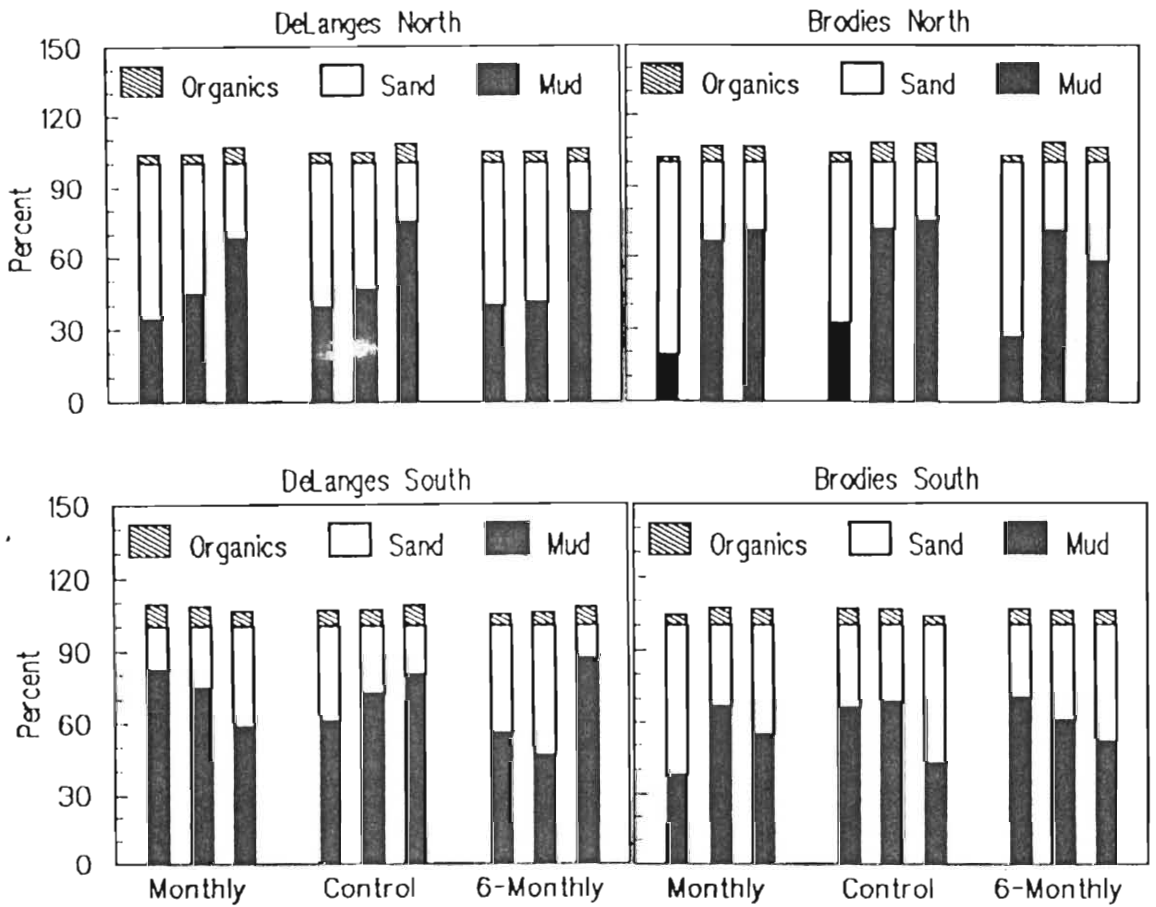 DeLanges North
Brodies North
150
120
90
60
30
0
Percent
Organics Sand Mud
Organics Sand Mud
DeLanges South
Brodies South
150
120
90
60
30
0
Percent
Organics Sand Mud
Organics Sand Mud
Monthly Control 6-Monthly
Monthly Control 6-Monthly